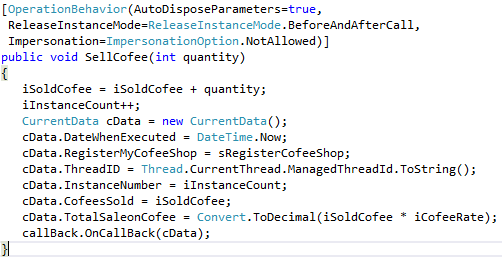 [OperationBehavior(AutoDisposeParameters=true,
ReleaseInstanceMode=ReleaseInstanceMode.BeforeAndAfterCall,
Impersonation=ImpersonationOption.NotAllowed)]
public void SellCofee(int quantity)
{
iSoldCofee = iSoldCofee + quantity;
iInstanceCount++;
CurrentData cData = new CurrentData();
cData.DateWhenExecuted = DateTime.Now;
cData.RegisterMyCofeeShop = sRegisterCofeeShop;
cData.ThreadID = Thread.CurrentThread.ManagedThreadId.ToString();
cData.InstanceNumber = iInstanceCount;
cData.CofeesSold = iSoldCofee;
cData.TotalSaleonCofee = Convert.ToDecimal(iSoldCofee * iCofeeRate);
callBack.OnCallBack(cData);
}